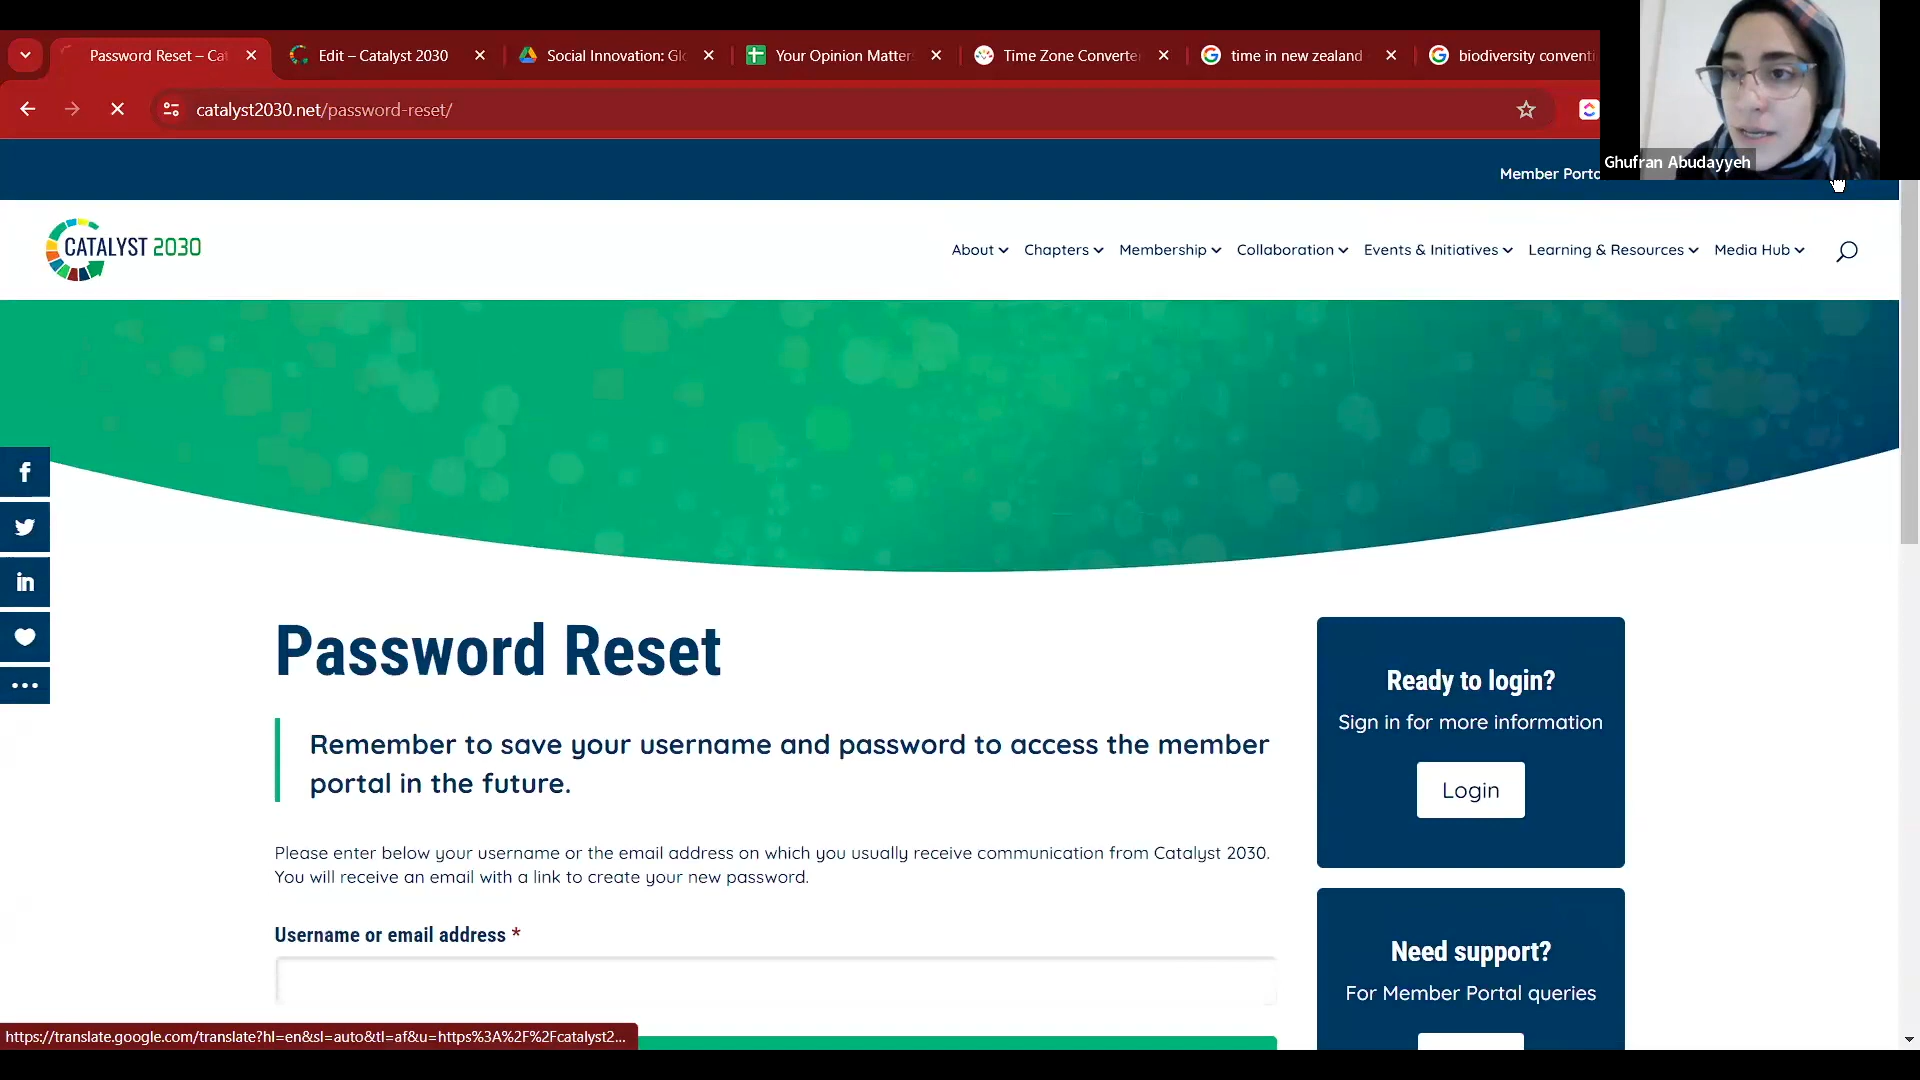 Password Reset – Cat
Edit – Catalyst 2030
Social Innovation: Glo
Your Opinion Matters
Time Zone Converter
time in new zealand
biodiversity conventi
catalyst2030.net/password-reset/
Ghufran Abudayyeh
Member Porta
CATALYST 2030
About
Chapters
Membership
Collaboration
Events & Initiatives
Learning & Resources
Media Hub
Password Reset
Remember to save your username and password to access the member
portal in the future.
Please enter below your username or the email address on which you usually receive communication from Catalyst 2030.
You will receive an email with a link to create your new password.
Username or email address *
Ready to login?
Sign in for more information
Login
Need support?
For Member Portal queries
https://translate.google.com/translate?hl=en&sl=auto&tl=af&u=https%3A%2F%2Fcatalyst2...